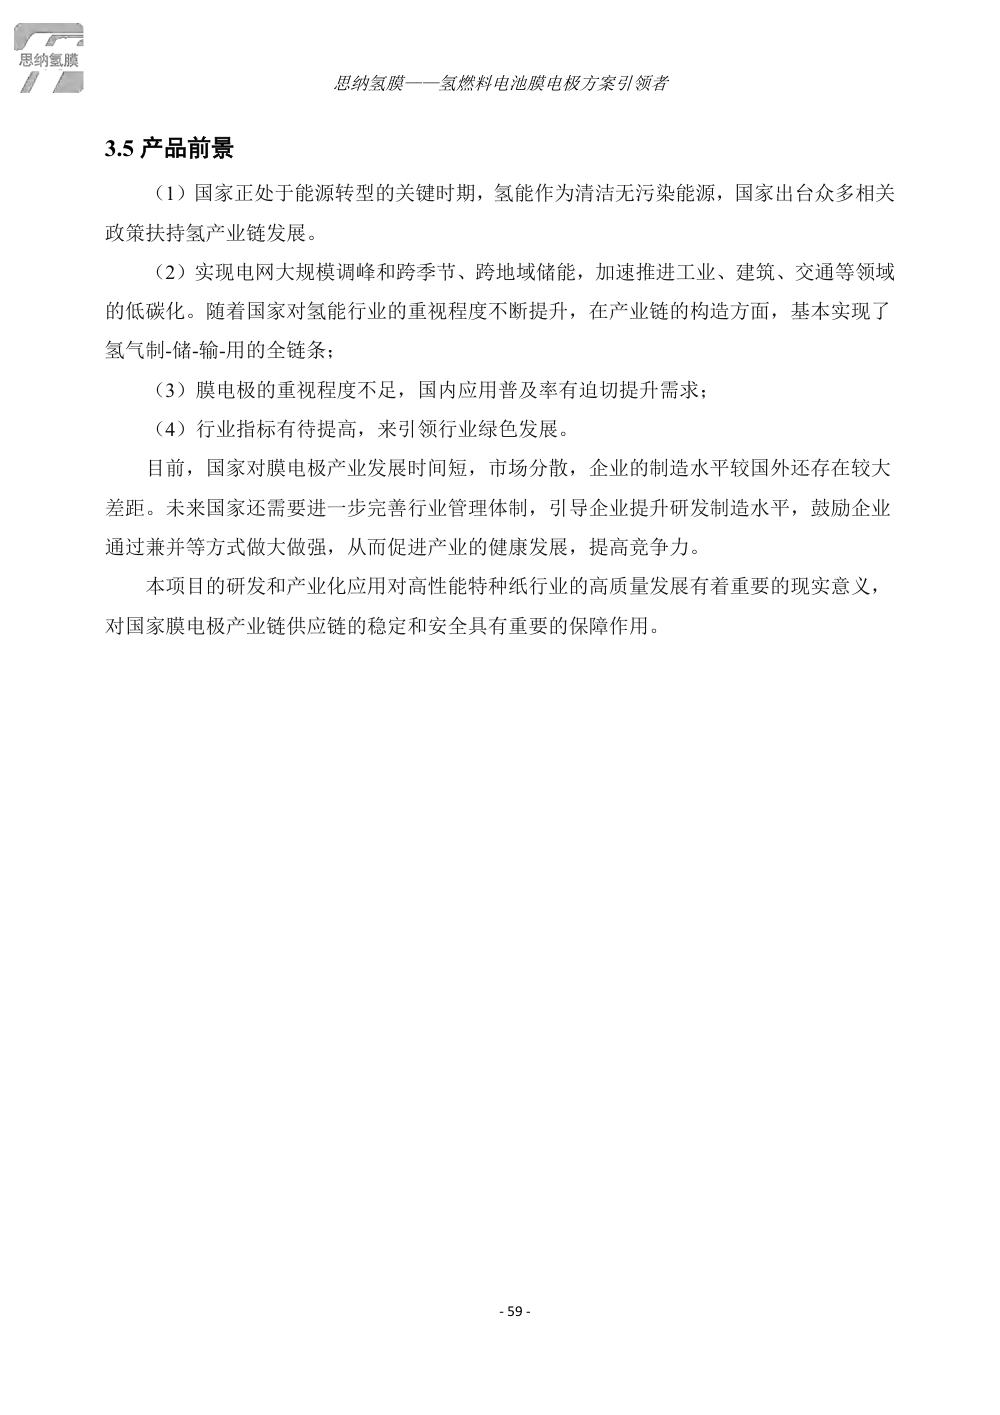 思纳氢膜
思纳氢膜——氢燃料电池膜电极方案引领者
3.5 产品前景
（1）国家正处于能源转型的关键时期，氢能作为清洁无污染能源，国家出台众多相关
政策扶持氢产业链发展。
（2）实现电网大规模调峰和跨季节、跨地域储能，加速推进工业、建筑、交通等领域
的低碳化。随着国家对氢能行业的重视程度不断提升，在产业链的构造方面，基本实现了
氢气制-储-输-用的全链条；
（3）膜电极的重视程度不足，国内应用普及率有迫切提升需求；
（4）行业指标有待提高，来引领行业绿色发展。
目前，国家对膜电极产业发展时间短，市场分散，企业的制造水平较国外还存在较大
差距。未来国家还需要进一步完善行业管理体制，引导企业提升研发制造水平，鼓励企业
通过兼并等方式做大做强，从而促进产业的健康发展，提高竞争力。
本项目的研发和产业化应用对高性能特种纸行业的高质量发展有着重要的现实意义，
对国家膜电极产业链供应链的稳定和安全具有重要的保障作用。
- 59 -